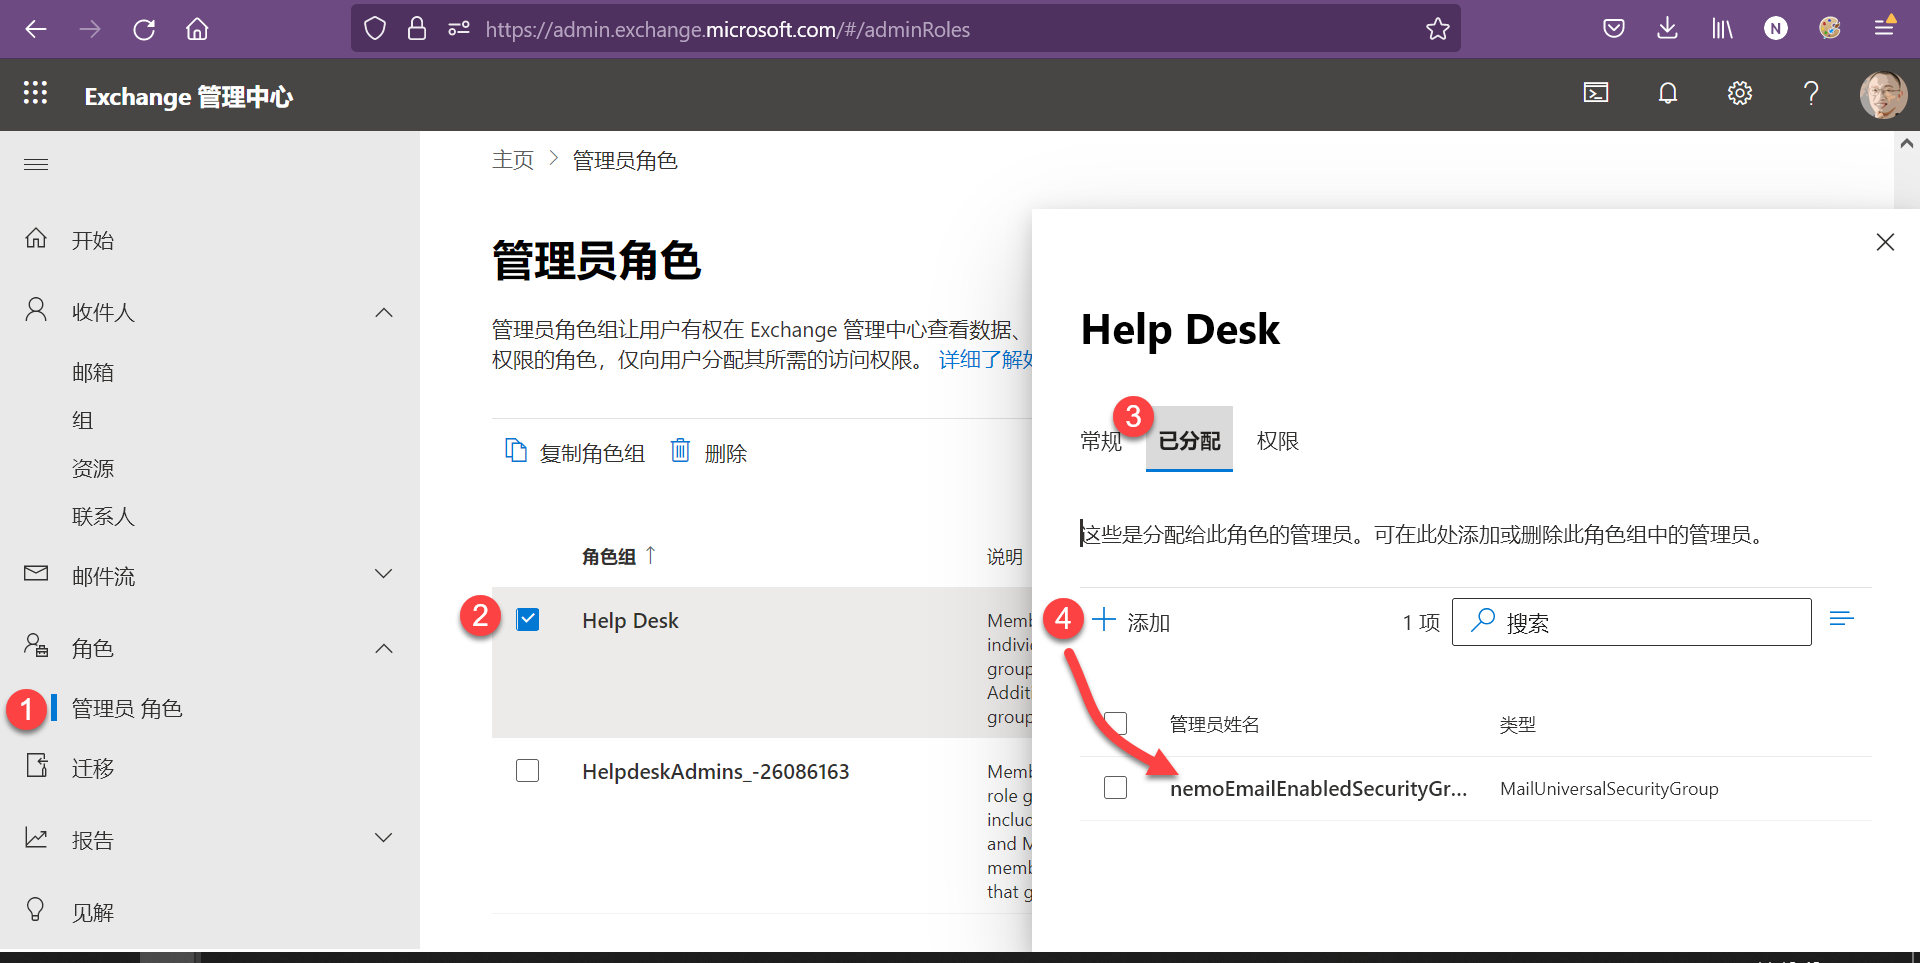 https://admin.exchange.microsoft.com/#/adminRoles
N
Exchange 管理中心
主页 > 管理员角色
开始
收件人
邮箱
组
资源
联系人
邮件流
角色
1
管理员 角色
迁移
报告
见解
管理员角色
管理员角色组让用户有权在 Exchange 管理中心查看数据、
权限的角色，仅向用户分配其所需的访问权限。 详细了解如
复制角色组 删除
角色组 ↑ 说明
2
Help Desk
Memb
indivi
group
Addit
group
HelpdeskAdmins_-26086163
Memb
role g
includ
and M
memb
that g
Help Desk
3
常规 已分配 权限
这些是分配给此角色的管理员。可在此处添加或删除此角色组中的管理员。
4
添加 1 项 搜索
管理员姓名 类型
nemoEmailEnabledSecurityGr... MailUniversalSecurityGroup